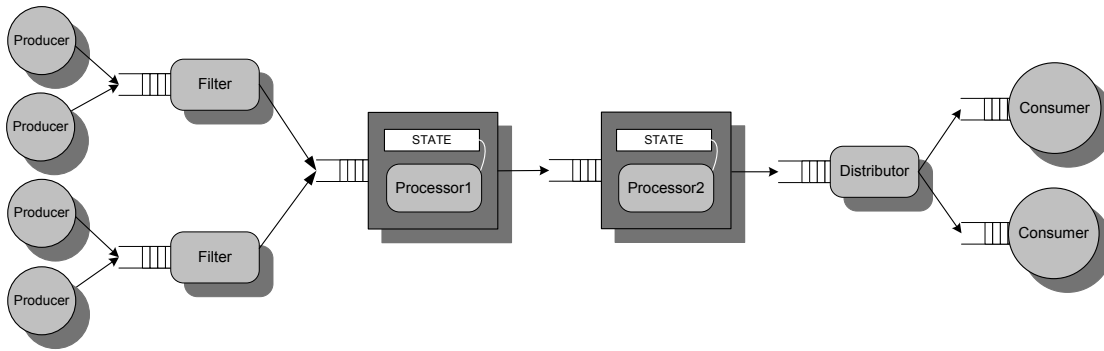 Producer
Producer
Filter
Producer
Producer
Filter
STATE
Processor1
STATE
Processor2
Distributor
Consumer
Consumer